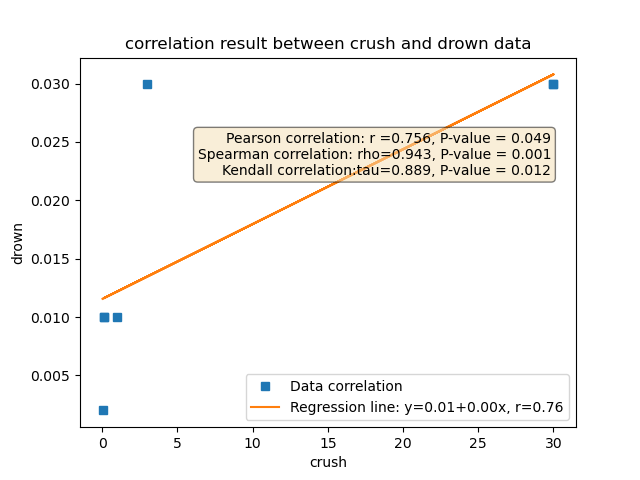 correlation result between crush and drown data
0.030
0.025
0.020
0.015
0.010
0.005
drown
Pearson correlation: r =0.756, P-value = 0.049
Spearman correlation: rho=0.943, P-value = 0.001
Kendall correlation:tau=0.889, P-value = 0.012
Data correlation
Regression line: y=0.01+0.00x, r=0.76
0 5 10 15 20 25 30
crush